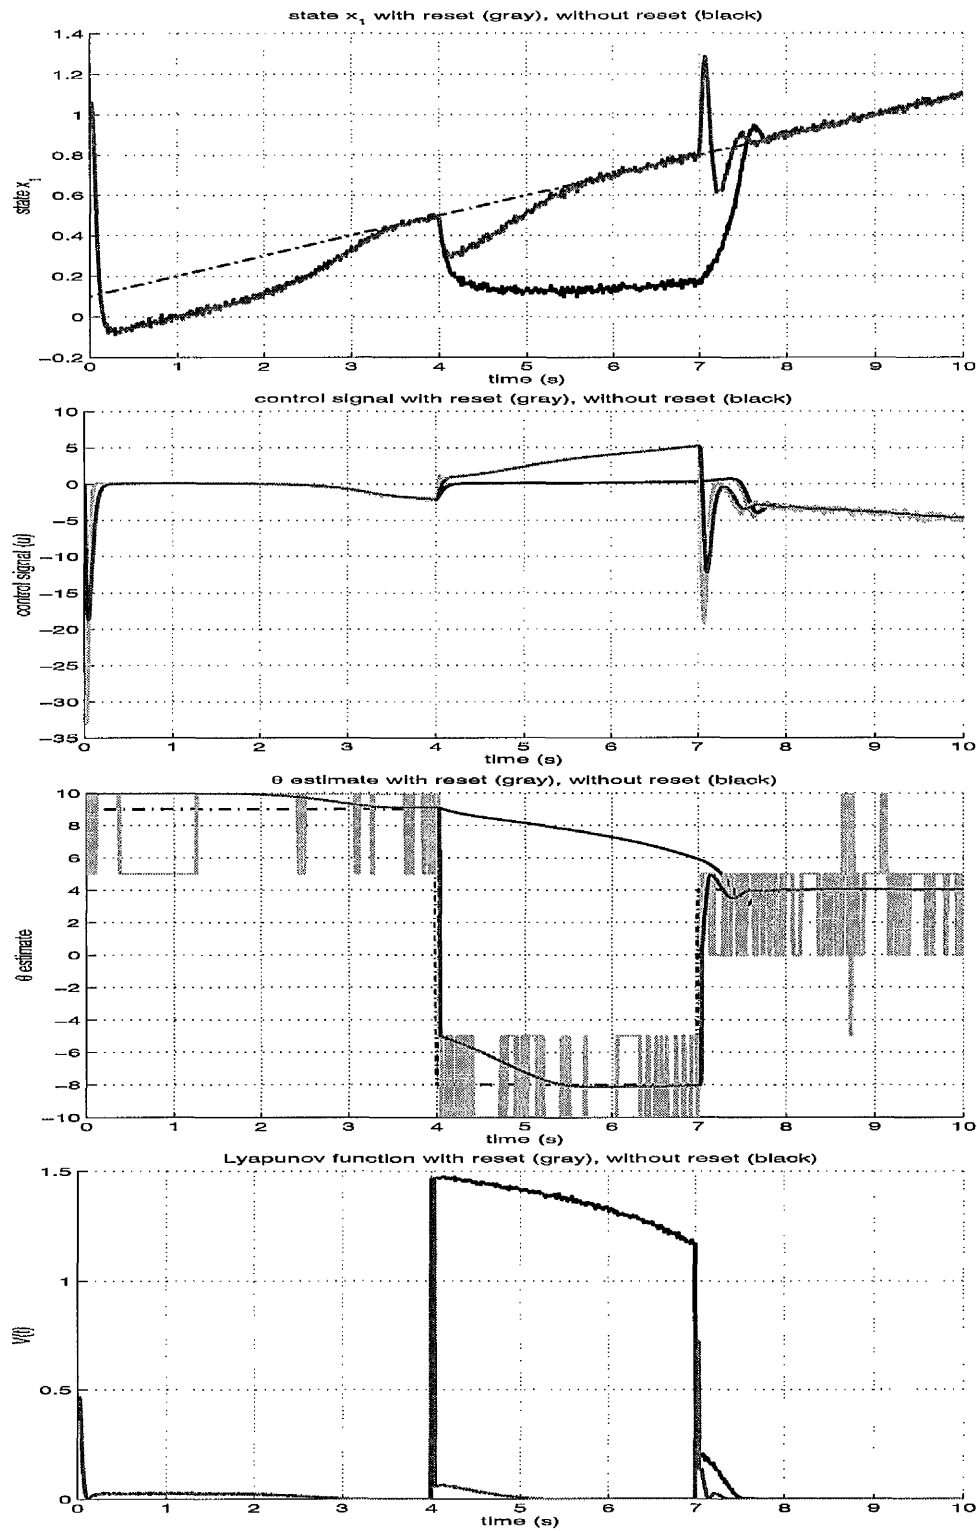 state x₁ with reset (gray), without reset (black)
1.4
1.2
1
0.8
0.6
0.4
0.2
0
−0.2
state x₁
0 1 2 3 4 5 6 7 8 9 10
time (s)
control signal with reset (gray), without reset (black)
10
5
0
−5
−10
−15
−20
−25
−30
−35
control signal (u)
0 1 2 3 4 5 6 7 8 9 10
time (s)
θ estimate with reset (gray), without reset (black)
10
8
6
4
2
0
−2
−4
−6
−8
−10
θ estimate
0 1 2 3 4 5 6 7 8 9 10
time (s)
Lyapunov function with reset (gray), without reset (black)
1.5
1
0.5
0
V(t)
0 1 2 3 4 5 6 7 8 9 10
time (s)